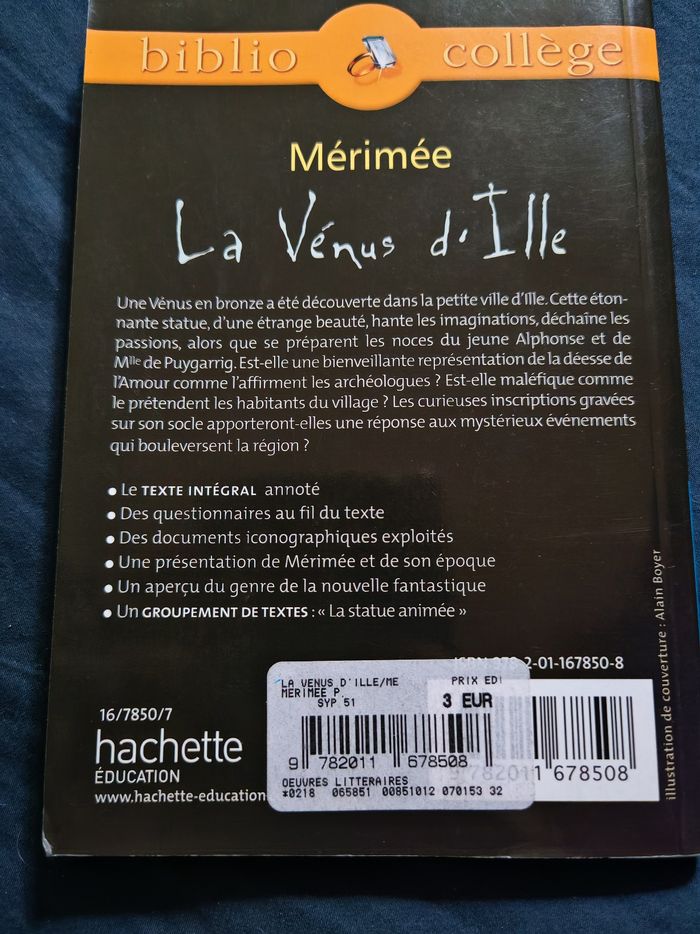 biblio collège
Mérimée
La Vénus d'Ille
Une Vénus en bronze a été découverte dans la petite ville d'Ille. Cette éton-
nante statue, d'une étrange beauté, hante les imaginations, déchaîne les
passions, alors que se préparent les noces du jeune Alphonse et de
Mlle de Puygarrig. Est-elle une bienveillante représentation de la déesse de
l'Amour comme l'affirment les archéologues ? Est-elle maléfique comme
le prétendent les habitants du village ? Les curieuses inscriptions gravées
sur son socle apporteront-elles une réponse aux mystérieux événements
qui bouleversent la région ?
• Le TEXTE INTÉGRAL annoté
• Des questionnaires au fil du texte
• Des documents iconographiques exploités
• Une présentation de Mérimée et de son époque
• Un aperçu du genre de la nouvelle fantastique
• Un GROUPEMENT DE TEXTES : « La statue animée »
illustration de couverture : Alain Boyer
ISBN 978-2-01-167850-8
16/7850/7
hachette
ÉDUCATION
www.hachette-education
LA VENUS D'ILLE/ME PRIX EDI
MERIMEE P. 3 EUR
SYP 51
9 782011 678508
OEUVRES LITTERAIRES
*0218 065851 00851012 070153 32
9 782011 678508